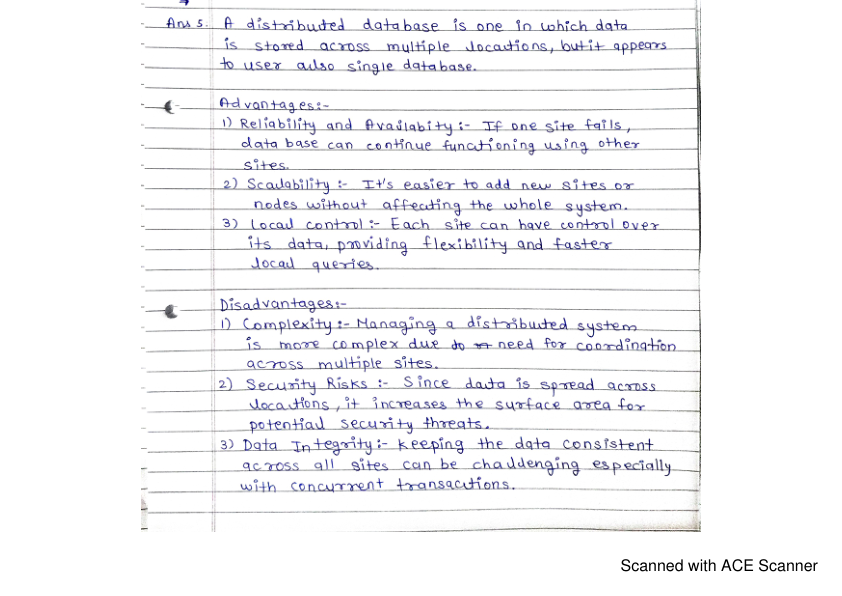 Ans 5. A distributed database is one in which data
is stored across multiple locations, but it appears
to user as single database.
Advantages:-
1) Reliability and Availabity :- If one site fails,
data base can continue functioning using other
sites.
2) Scalability :- It's easier to add new sites or
nodes without affecting the whole system.
3) Local control :- Each site can have control over
its data, providing flexibility and faster
local queries.
Disadvantages:-
1) Complexity :- Managing a distributed system
is more complex due to need for coordination
across multiple sites.
2) Security Risks :- Since data is spread across
locations, it increases the surface area for
potential security threats.
3) Data Integrity:- keeping the data consistent
across all sites can be challenging especially
with concurrent transactions.
Scanned with ACE Scanner